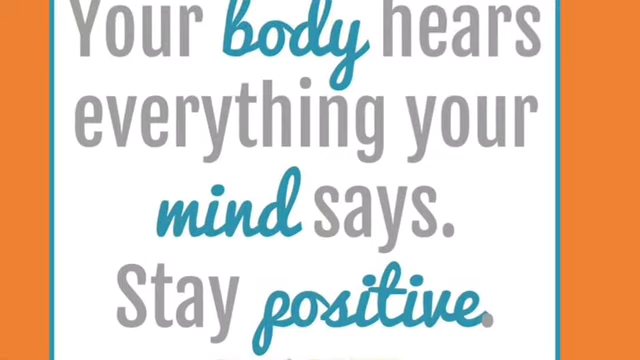 Your body hears
everything your
mind says.
Stay positive.